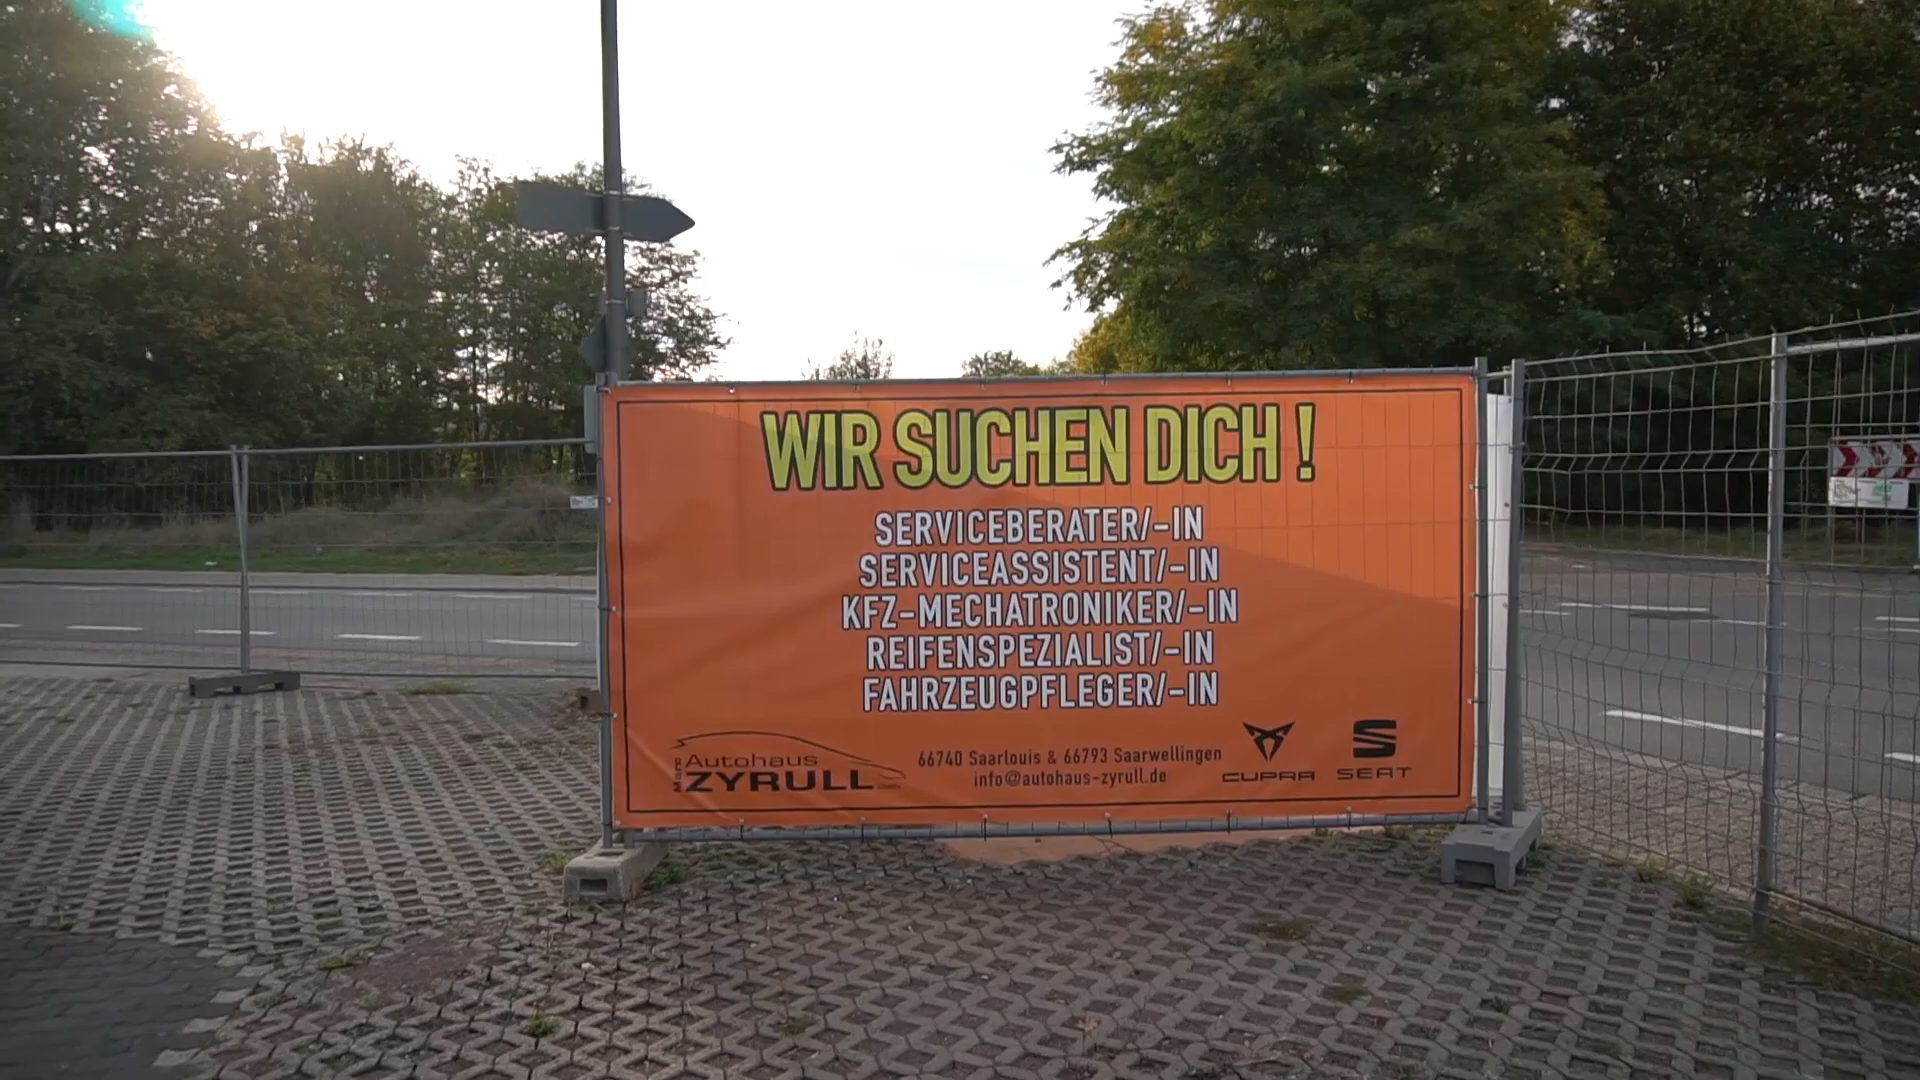 WIR SUCHEN DICH !
SERVICEBERATER/-IN
SERVICEASSISTENT/-IN
KFZ-MECHATRONIKER/-IN
REIFENSPEZIALIST/-IN
FAHRZEUGPFLEGER/-IN
Autohaus
Marc ZYRULL
66740 Saarlouis & 66793 Saarwellingen
info@autohaus-zyrull.de
CUPRA
SEAT